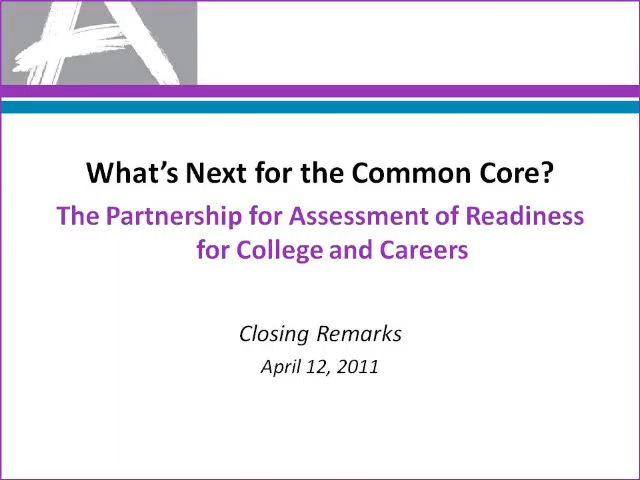 What’s Next for the Common Core?
The Partnership for Assessment of Readiness
for College and Careers
Closing Remarks
April 12, 2011